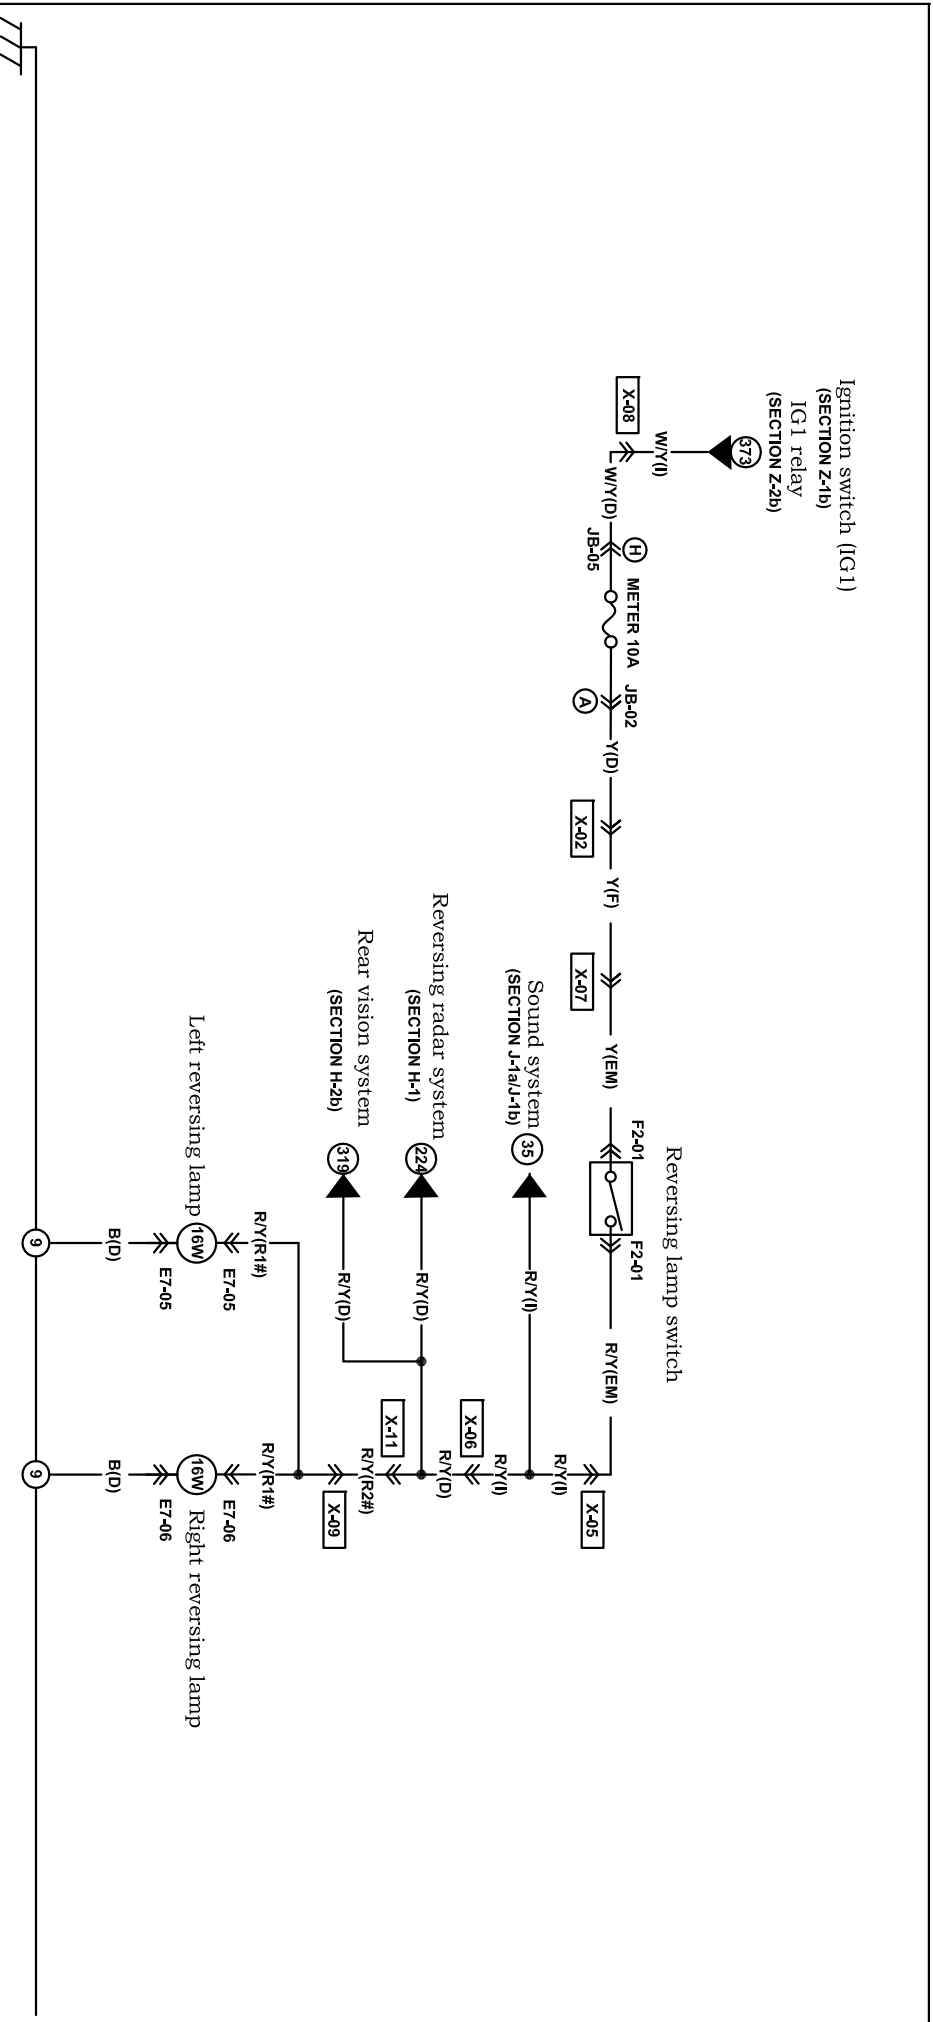 Ignition switch (IG1)
(SECTION Z-1b)
IG1 relay
(SECTION Z-2b)
373
W/Y(I)
X-08
W/Y(D)
H
JB-05
METER 10A
JB-02
A
Y(D)
X-02
Y(F)
X-07
Y(EM)
Reversing lamp switch
F2-01
F2-01
R/Y(EM)
X-05
R/Y(I)
Sound system
(SECTION J-1a/J-1b)
35
R/Y(I)
R/Y(I)
X-06
R/Y(D)
Reversing radar system
(SECTION H-1)
224
R/Y(D)
X-11
R/Y(R2#)
Rear vision system
(SECTION H-2b)
319
R/Y(D)
X-09
R/Y(R1#)
R/Y(R1#)
E7-05
E7-06
Left reversing lamp
16W
16W
Right reversing lamp
E7-05
E7-06
B(D)
B(D)
9
9